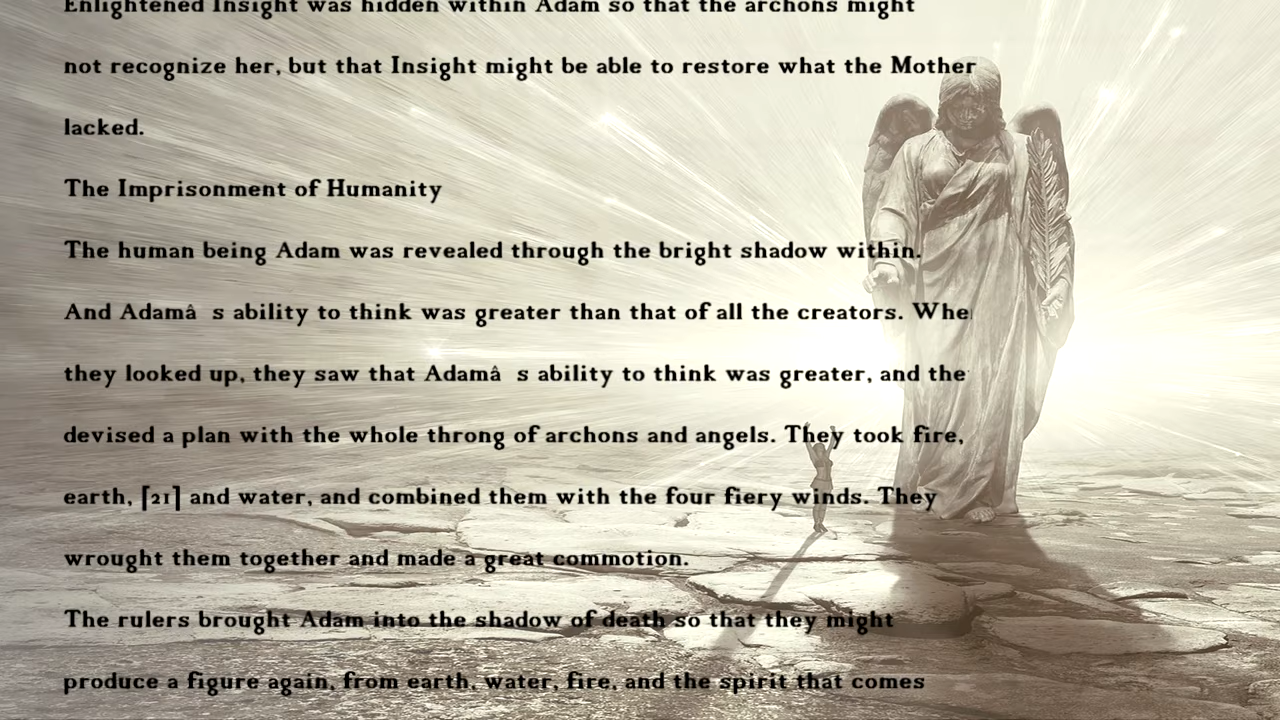 Enlightened Insight was hidden within Adam so that the archons might
not recognize her, but that Insight might be able to restore what the Mother
lacked.
The Imprisonment of Humanity
The human being Adam was revealed through the bright shadow within.
And Adamâ s ability to think was greater than that of all the creators. Whe
they looked up, they saw that Adamâ s ability to think was greater, and the
devised a plan with the whole throng of archons and angels. They took fire,
earth, ⌈21⌉ and water, and combined them with the four fiery winds. They
wrought them together and made a great commotion.
The rulers brought Adam into the shadow of death so that they might
produce a figure again, from earth, water, fire, and the spirit that comes